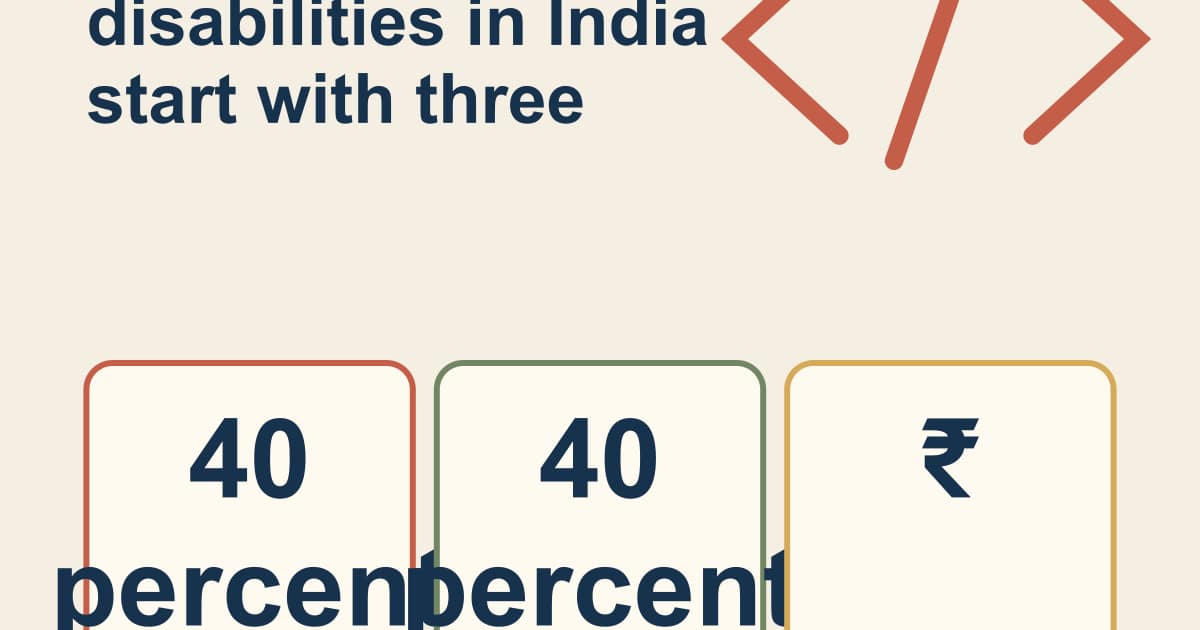 disabilities in India
start with three
40
percent
40
percent
₹